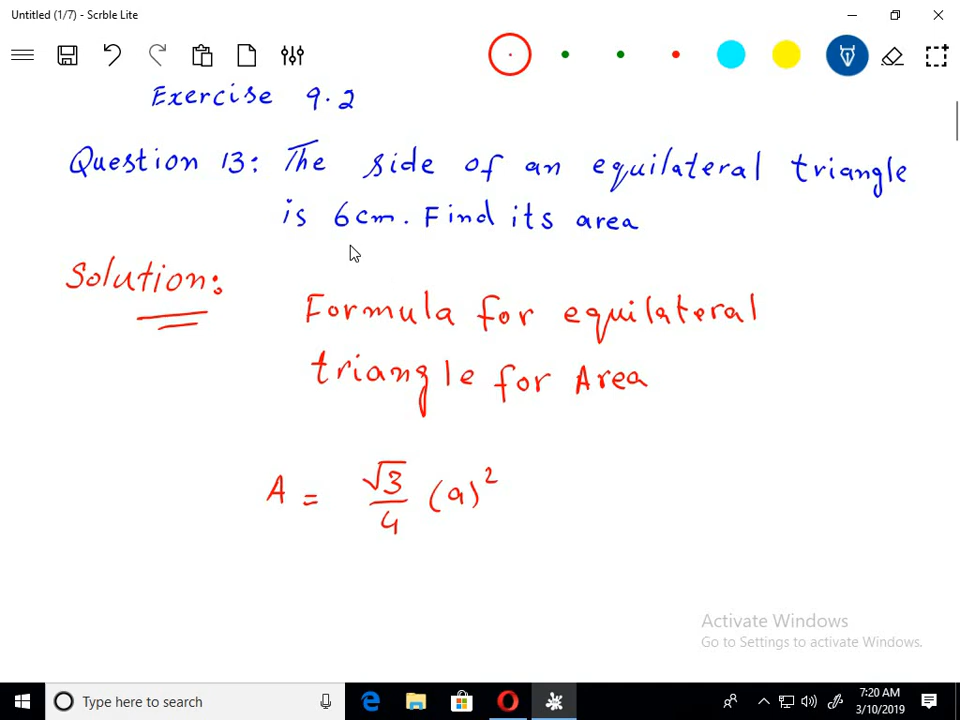 Untitled (1/7) - Scrble Lite
Exercise 9.2
Question 13: The side of an equilateral triangle
is 6cm. Find its area
Solution:
Formula for equilateral
triangle for Area
A = √3/4 (a)²
Activate Windows
Go to Settings to activate Windows.
Type here to search
7:20 AM
3/10/2019